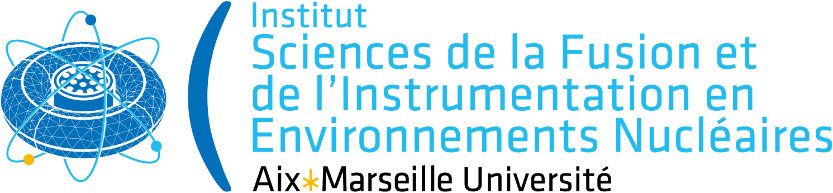 Institut
Sciences de la Fusion et
de l'Instrumentation en
Environnements Nucléaires
Aix*Marseille Université